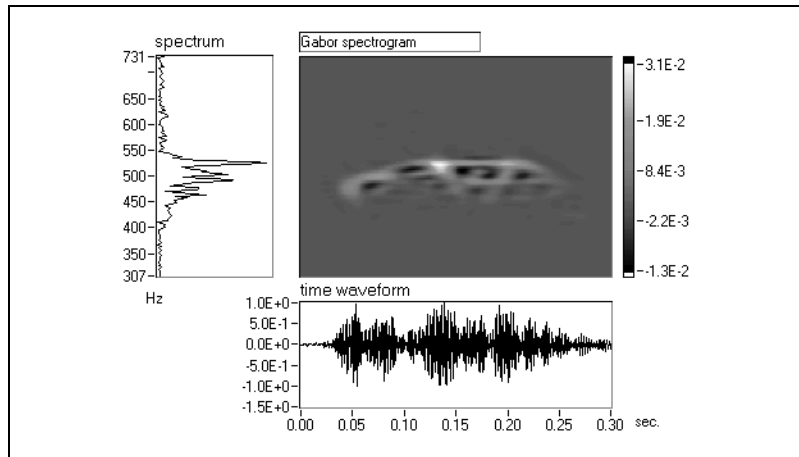 spectrum
Gabor spectrogram
731
650
600
550
500
450
400
350
307
Hz
3.1E-2
1.9E-2
8.4E-3
-2.2E-3
-1.3E-2
time waveform
1.0E+0
5.0E-1
0.0E+0
-5.0E-1
-1.0E+0
-1.5E+0
0.00 0.05 0.10 0.15 0.20 0.25 0.30 sec.